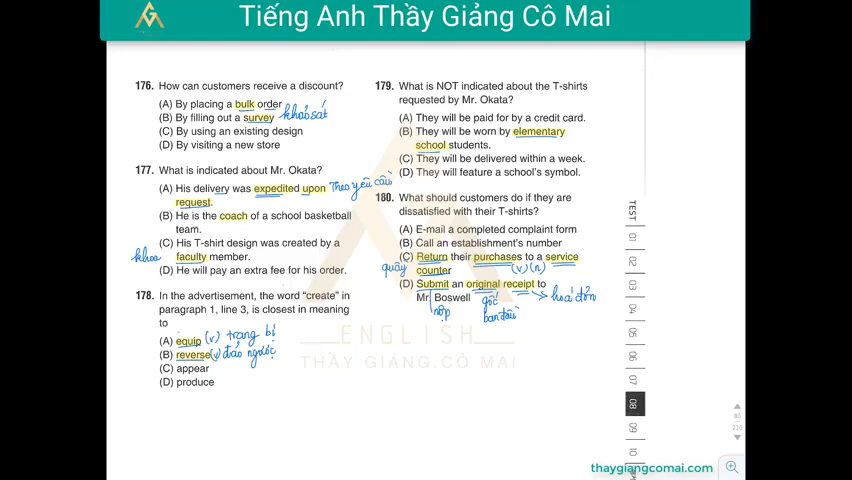 Tiếng Anh Thầy Giảng Cô Mai
176. How can customers receive a discount?
(A) By placing a bulk order
(B) By filling out a survey khảo sát
(C) By using an existing design
(D) By visiting a new store
177. What is indicated about Mr. Okata?
(A) His delivery was expedited upon Theo yêu cầu
request.
(B) He is the coach of a school basketball
team.
(C) His T-shirt design was created by a
khoa faculty member.
(D) He will pay an extra fee for his order.
178. In the advertisement, the word "create" in
paragraph 1, line 3, is closest in meaning
to
(A) equip (v) trang bị
(B) reverse (v) đảo ngược
(C) appear
(D) produce
179. What is NOT indicated about the T-shirts
requested by Mr. Okata?
(A) They will be paid for by a credit card.
(B) They will be worn by elementary
school students.
(C) They will be delivered within a week.
(D) They will feature a school's symbol.
180. What should customers do if they are
dissatisfied with their T-shirts?
(A) E-mail a completed complaint form
(B) Call an establishment's number
(C) Return their purchases to a service
quầy counter (v) (n)
(D) Submit an original receipt to
Mr. Boswell gốc hoá đơn
nộp ban đầu
ENGLISH
THẦY GIẢNG.CÔ MAI
TEST
01
02
03
04
05
06
07
08
09
10
80
210
thaygiangcomai.com